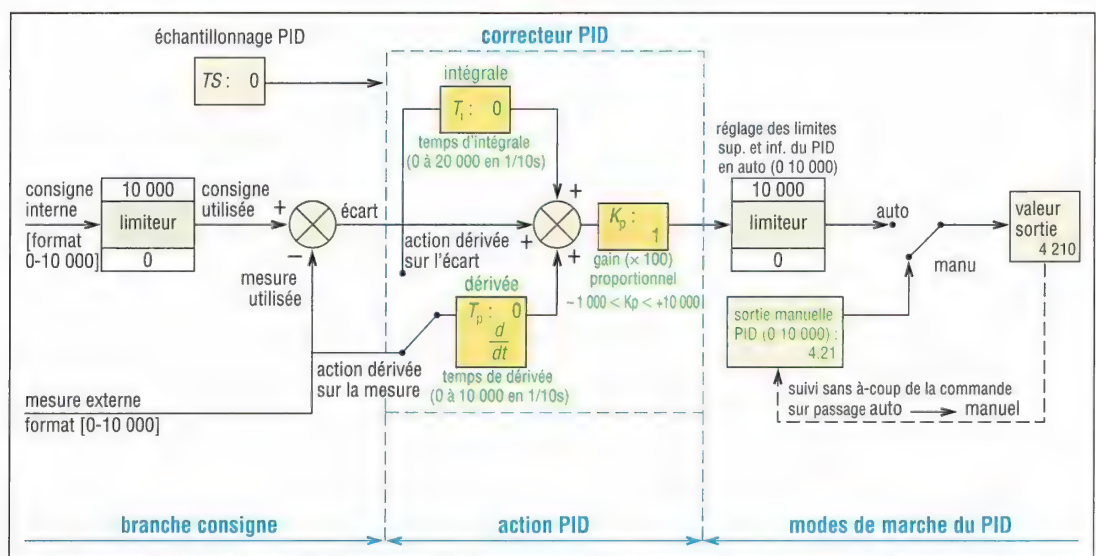 correcteur PID
échantillonnage PID
TS : 0
intégrale
Ti : 0
temps d'intégrale
(0 à 20 000 en 1/10s)
réglage des limites
sup. et inf. du PID
en auto (0 10 000)
consigne
interne
[format
0-10 000]
10 000
limiteur
0
consigne
utilisée
+
−
écart
mesure
utilisée
action dérivée
sur l'écart
+
+
+
Kp :
1
gain (× 100)
proportionnel
− 1 000 < Kp < +10 000
dérivée
Tp : 0
d
dt
temps de dérivée
(0 à 10 000 en 1/10s)
action dérivée
sur la mesure
10 000
limiteur
0
auto
manu
valeur
sortie
4 210
sortie manuelle
PID (0 10 000) :
4.21
suivi sans à-coup de la commande
sur passage auto manuel
mesure externe
format [0-10 000]
branche consigne
action PID
modes de marche du PID